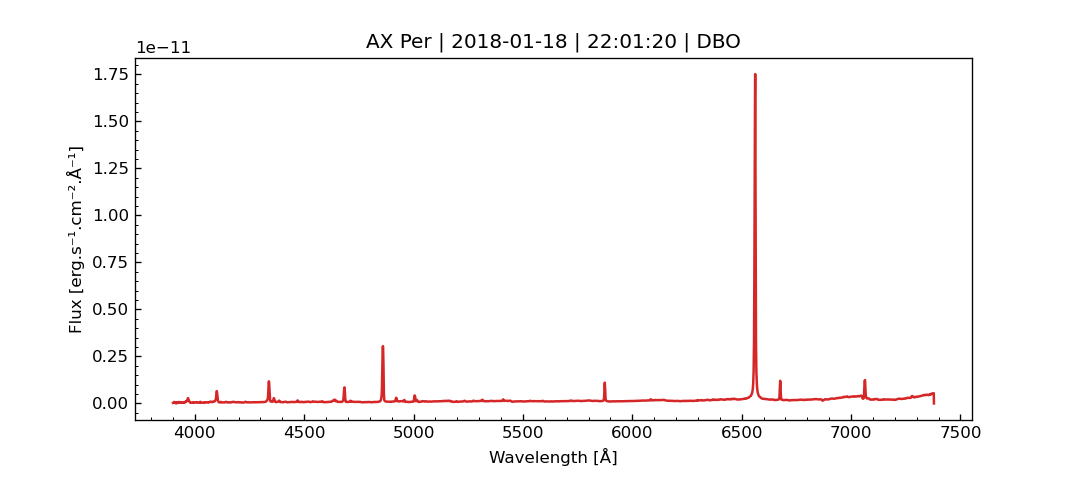 AX Per | 2018-01-18 | 22:01:20 | DBO
1e−11
1.75
1.50
1.25
1.00
0.75
0.50
0.25
0.00
Flux [erg.s⁻¹.cm⁻².Å⁻¹]
4000 4500 5000 5500 6000 6500 7000 7500
Wavelength [Å]